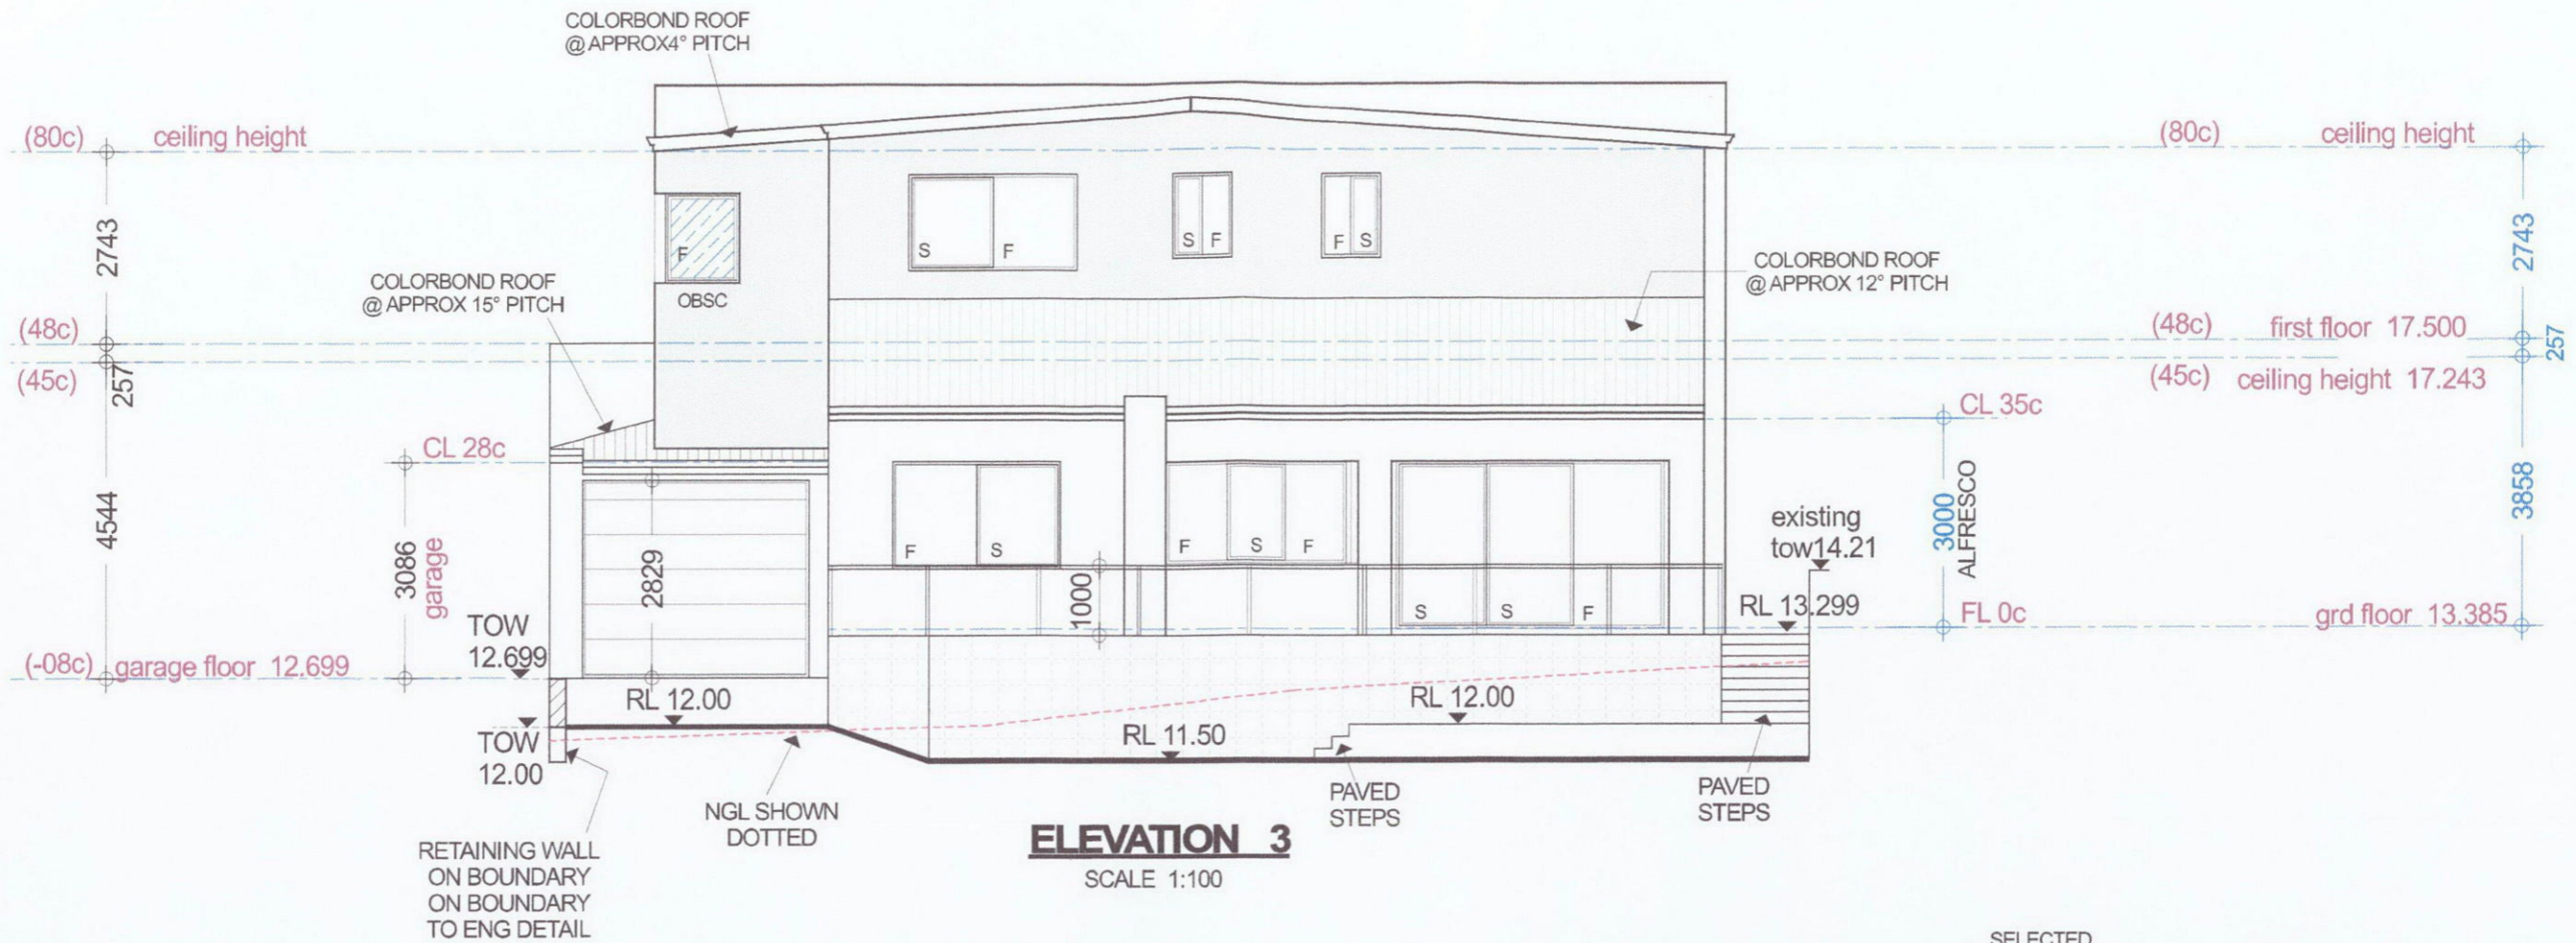 COLORBOND ROOF
@ APPROX4° PITCH
(80c) ceiling height
(80c) ceiling height
2743
2743
S F
S F
F S
F
OBSC
COLORBOND ROOF
@ APPROX 15° PITCH
COLORBOND ROOF
@ APPROX 12° PITCH
(48c)
(48c) first floor 17.500
257
257
(45c)
(45c) ceiling height 17.243
CL 35c
CL 28c
4544
3086
garage
2829
F S
F S F
S S F
1000
existing
tow14.21
3000
ALFRESCO
3858
RL 13.299
FL 0c
grd floor 13.385
TOW
12.699
(-08c) garage floor 12.699
RL 12.00
RL 12.00
TOW
12.00
RL 11.50
NGL SHOWN
DOTTED
PAVED
STEPS
PAVED
STEPS
RETAINING WALL
ON BOUNDARY
ON BOUNDARY
TO ENG DETAIL
ELEVATION 3
SCALE 1:100
SELECTED